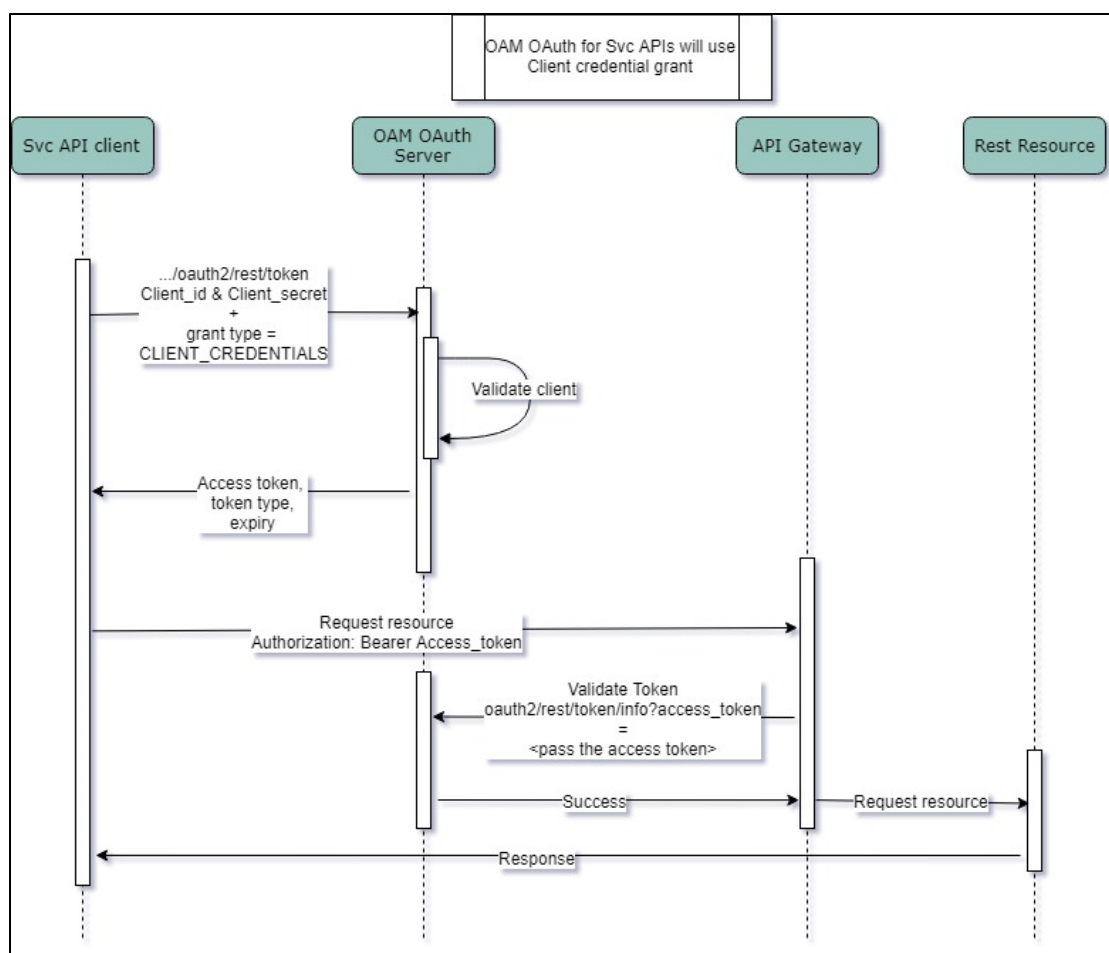 OAM OAuth for Svc APIs will use
Client credential grant
Svc API client
OAM OAuth
Server
API Gateway
Rest Resource
.../oauth2/rest/token
Client_id & Client_secret
+
grant type =
CLIENT_CREDENTIALS
Validate client
Access token,
token type,
expiry
Request resource
Authorization: Bearer Access_token
Validate Token
oauth2/rest/token/info?access_token
=
<pass the access token>
Success
Request resource
Response